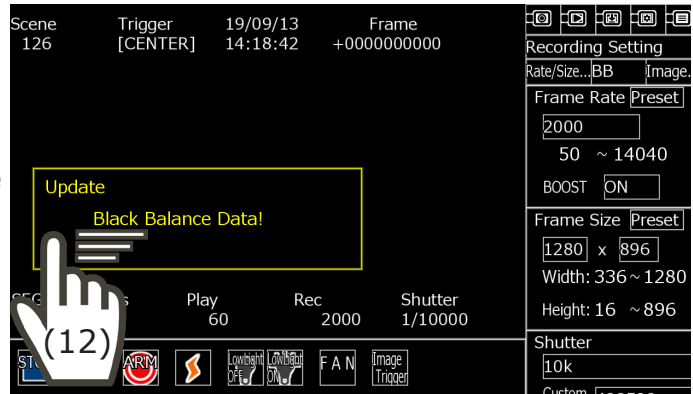 Scene Trigger 19/09/13 Frame
126 [CENTER] 14:18:42 +0000000000
Update
Black Balance Data!
Play Rec Shutter
60 2000 1/10000
(12)
ARM LowLight OFF LowLight ON FAN Image Trigger
Recording Setting
Rate/Size... BB Image.
Frame Rate Preset
2000
50 ~ 14040
BOOST ON
Frame Size Preset
1280 x 896
Width: 336 ~ 1280
Height: 16 ~ 896
Shutter
10k
Custom